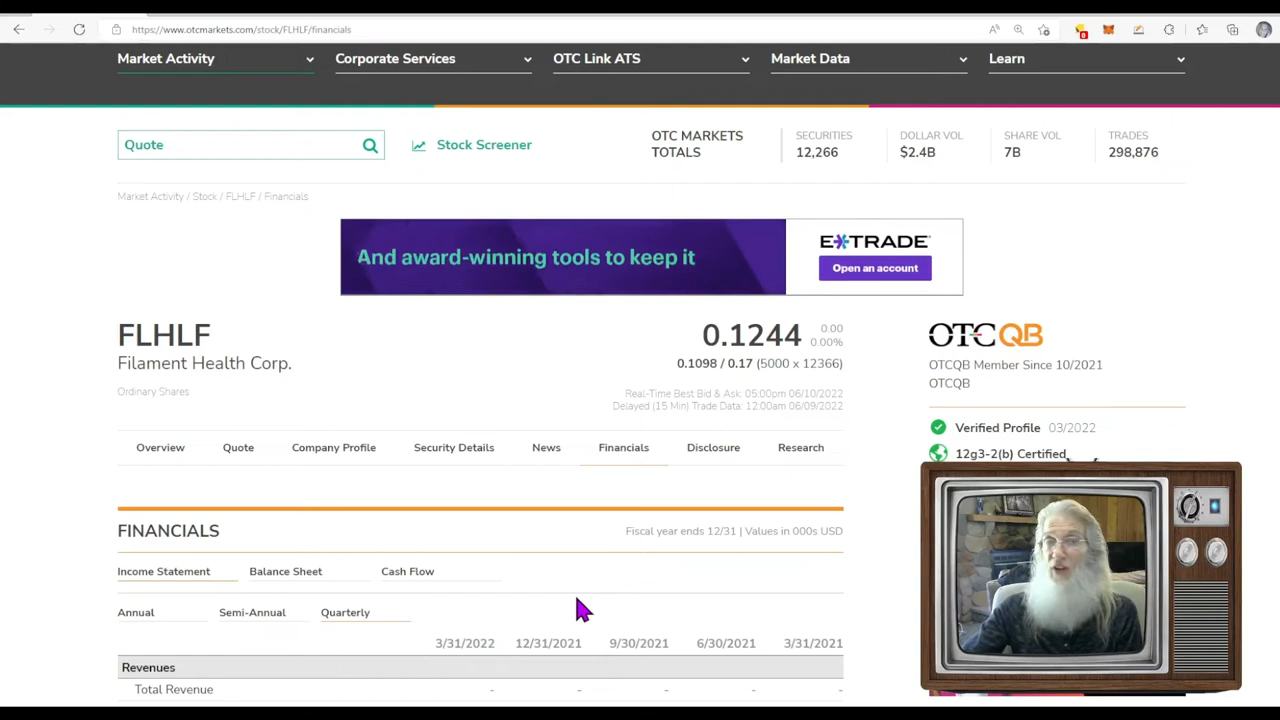 https://www.otcmarkets.com/stock/FLHLF/financials
Market Activity
Corporate Services
OTC Link ATS
Market Data
Learn
Quote
Stock Screener
OTC MARKETS
TOTALS
SECURITIES
12,266
DOLLAR VOL
$2.4B
SHARE VOL
7B
TRADES
298,876
Market Activity / Stock / FLHLF / Financials
And award-winning tools to keep it
E*TRADE
Open an account
FLHLF
Filament Health Corp.
Ordinary Shares
0.1244
0.00
0.00%
0.1098 / 0.17 (5000 x 12366)
Real-Time Best Bid & Ask: 05:00pm 06/10/2022
Delayed (15 Min) Trade Data: 12:00am 06/09/2022
OTCQB
OTCQB Member Since 10/2021
OTCQB
Verified Profile 03/2022
12g3-2(b) Certified
Overview Quote Company Profile Security Details News Financials Disclosure Research
FINANCIALS
Fiscal year ends 12/31 | Values in 000s USD
Income Statement Balance Sheet Cash Flow
Annual Semi-Annual Quarterly
3/31/2022 12/31/2021 9/30/2021 6/30/2021 3/31/2021
Revenues
Total Revenue - - - - -